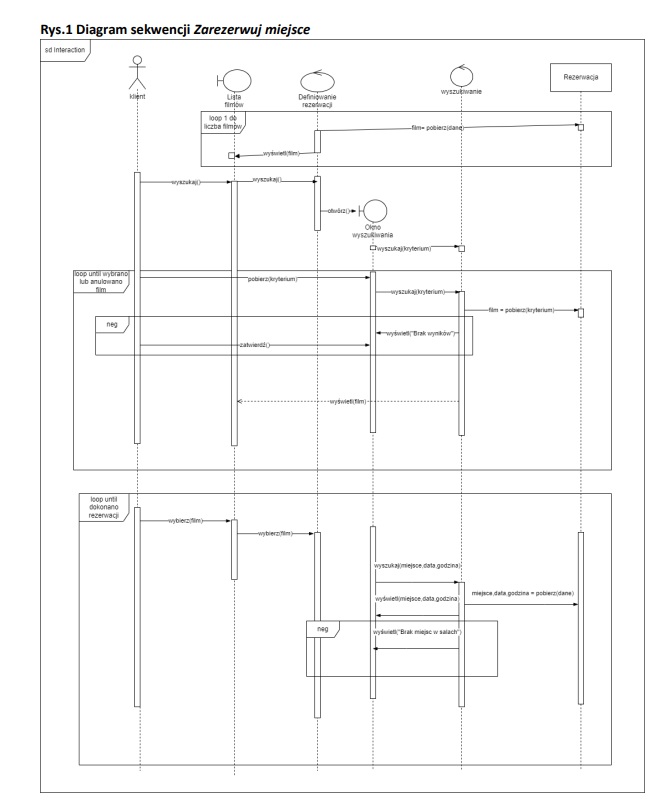 Rys.1 Diagram sekwencji Zarezerwuj miejsce
sd Interaction
klient
Lista
filmów
Definiowanie
rezerwacji
wyszukiwanie
Rezerwacja
loop 1 do
liczba filmów
film= pobierz(dane)
wyświetl(film)
wyszukaj()
wyszukaj()
otwórz()
Okno
wyszukiwania
wyszukaj(kryterium)
loop until wybrano
lub anulowano
film
pobierz(kryterium)
wyszukaj(kryterium)
film = pobierz(kryterium)
neg
wyświetl("Brak wyników")
zatwierdź()
wyświetl(film)
loop until
dokonano
rezerwacji
wybierz(film)
wybierz(film)
wyszukaj(miejsce,data,godzina)
miejsce,data,godzina = pobierz(dane)
wyświetl(miejsce,data,godzina)
neg
wyświetl("Brak miejsc w salach")